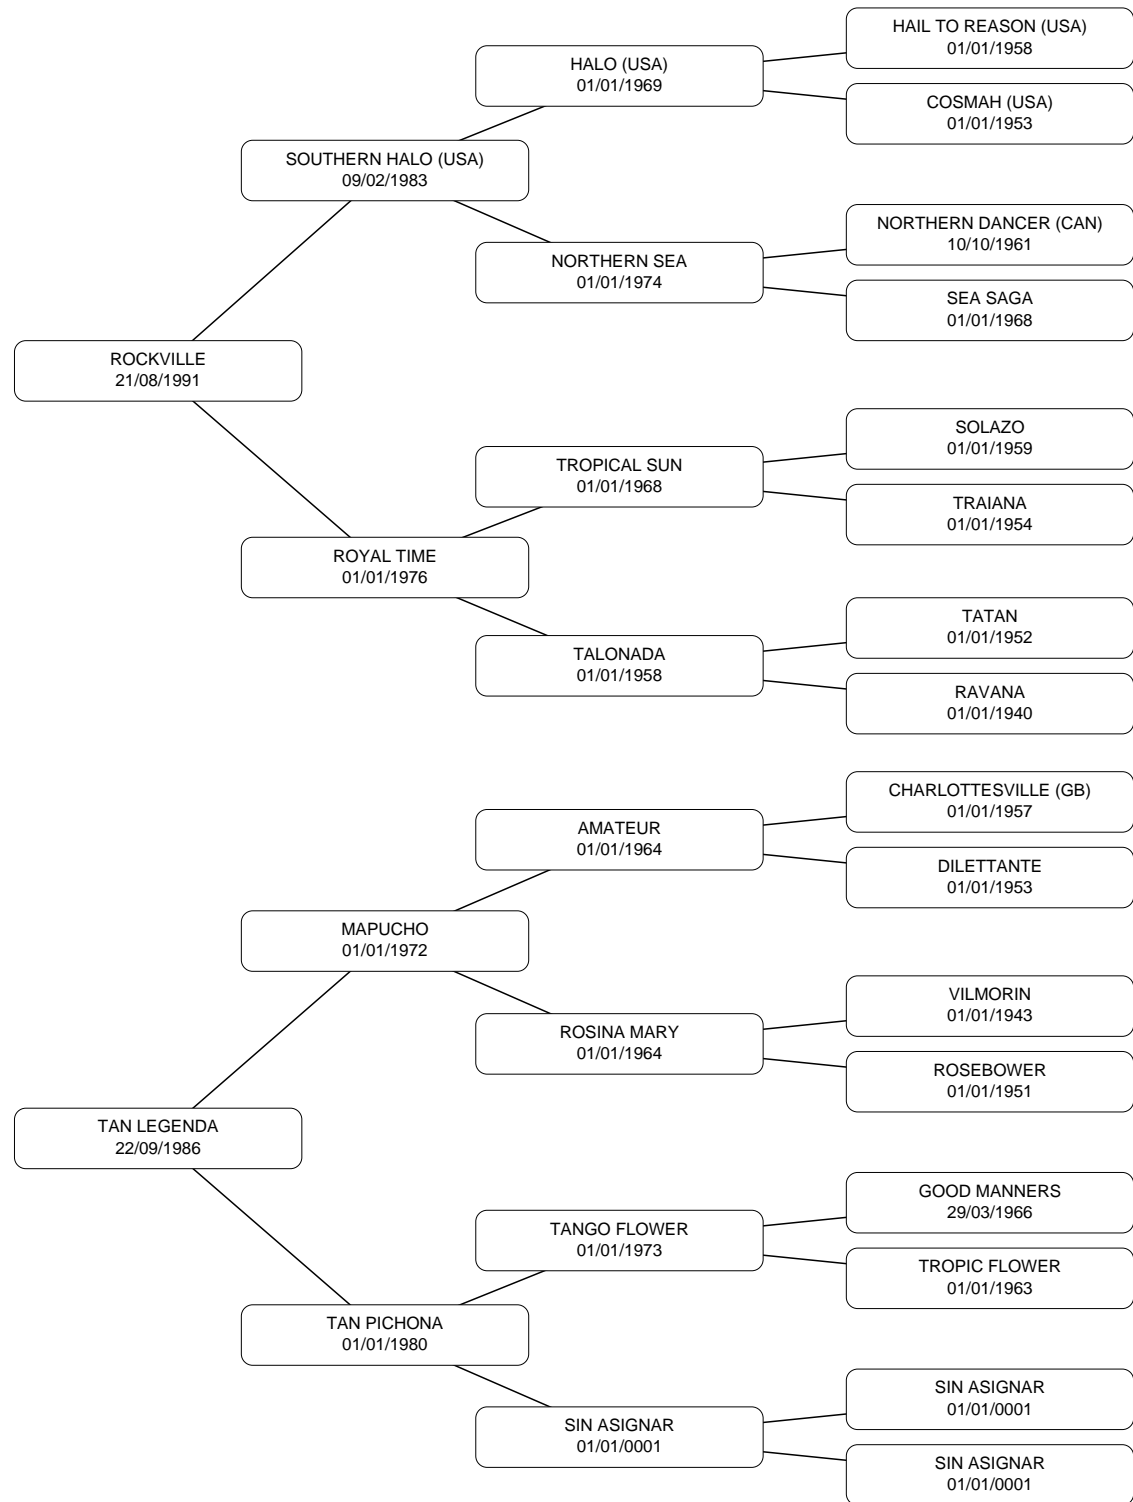 HAIL TO REASON (USA)
01/01/1958
HALO (USA)
01/01/1969
COSMAH (USA)
01/01/1953
SOUTHERN HALO (USA)
09/02/1983
NORTHERN DANCER (CAN)
10/10/1961
NORTHERN SEA
01/01/1974
SEA SAGA
01/01/1968
ROCKVILLE
21/08/1991
SOLAZO
01/01/1959
TROPICAL SUN
01/01/1968
TRAIANA
01/01/1954
ROYAL TIME
01/01/1976
TATAN
01/01/1952
TALONADA
01/01/1958
RAVANA
01/01/1940
CHARLOTTESVILLE (GB)
01/01/1957
AMATEUR
01/01/1964
DILETTANTE
01/01/1953
MAPUCHO
01/01/1972
VILMORIN
01/01/1943
ROSINA MARY
01/01/1964
ROSEBOWER
01/01/1951
TAN LEGENDA
22/09/1986
GOOD MANNERS
29/03/1966
TANGO FLOWER
01/01/1973
TROPIC FLOWER
01/01/1963
TAN PICHONA
01/01/1980
SIN ASIGNAR
01/01/0001
SIN ASIGNAR
01/01/0001
SIN ASIGNAR
01/01/0001